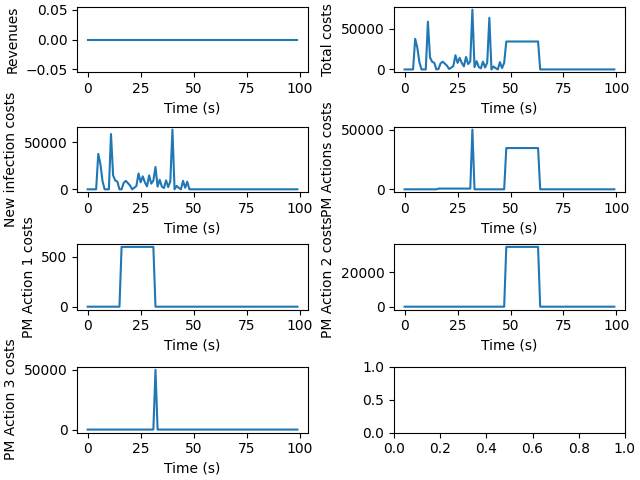 Revenues
0.05
0.00
−0.05
0 25 50 75 100
Time (s)
Total costs
50000
0
0 25 50 75 100
Time (s)
New infection costs
50000
0
0 25 50 75 100
Time (s)
PM Actions costs
50000
0
0 25 50 75 100
Time (s)
PM Action 1 costs
500
0
0 25 50 75 100
Time (s)
PM Action 2 costs
20000
0
0 25 50 75 100
Time (s)
PM Action 3 costs
50000
0
0 25 50 75 100
Time (s)
1.0
0.5
0.0
0.0 0.2 0.4 0.6 0.8 1.0